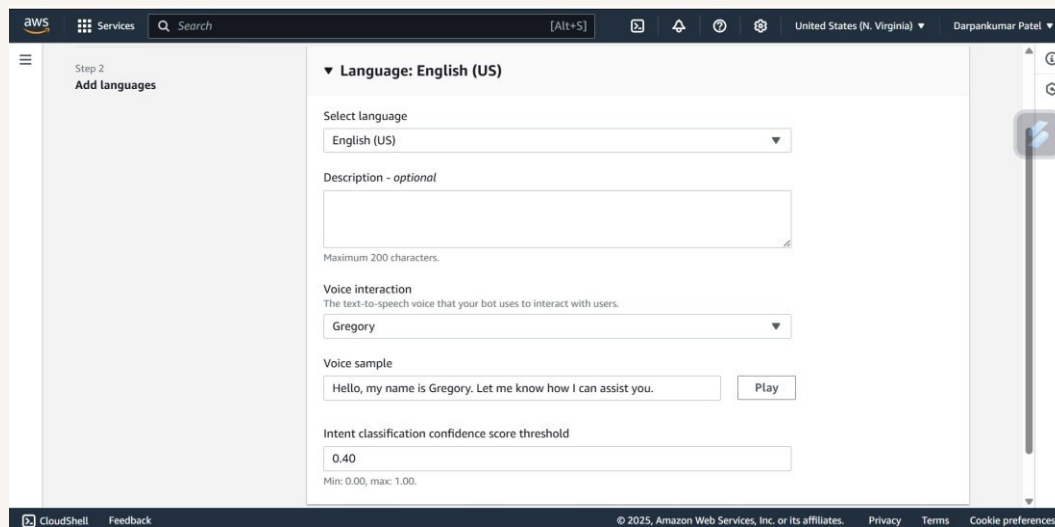 aws
Services
Search [Alt+S]
United States (N. Virginia)
Darpankumar Patel
Step 2
Add languages
Language: English (US)
Select language
English (US)
Description - optional
Maximum 200 characters.
Voice interaction
The text-to-speech voice that your bot uses to interact with users.
Gregory
Voice sample
Hello, my name is Gregory. Let me know how I can assist you.
Play
Intent classification confidence score threshold
0.40
Min: 0.00, max: 1.00.
CloudShell Feedback
© 2025, Amazon Web Services, Inc. or its affiliates. Privacy Terms Cookie preferences